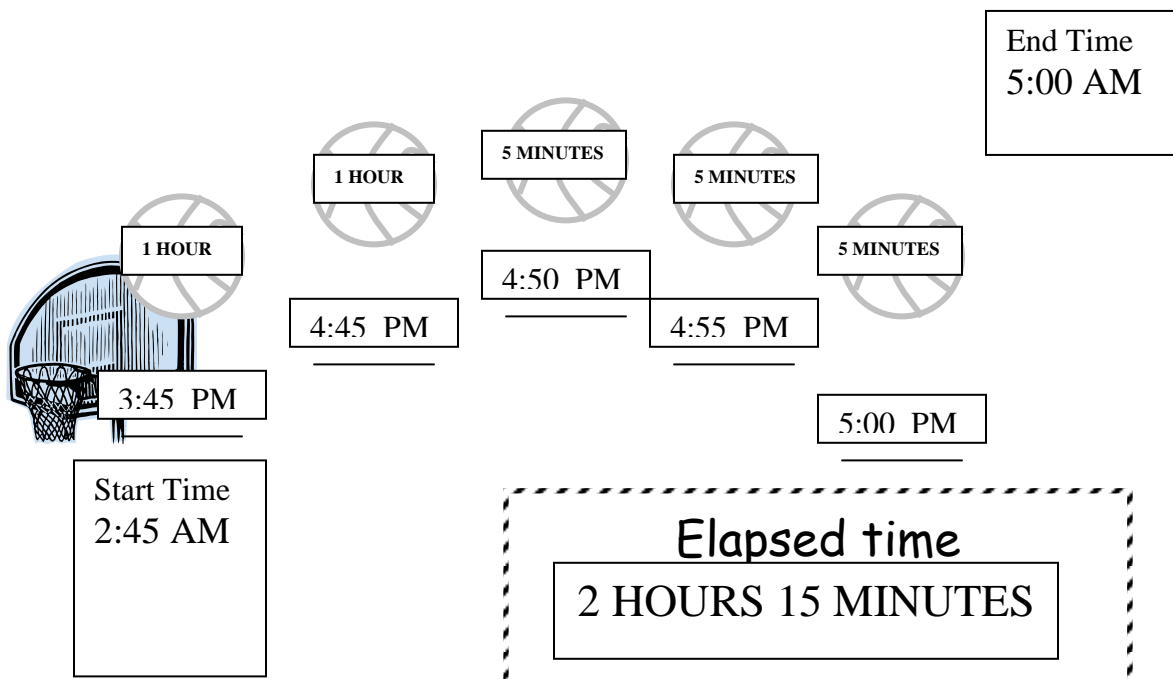 End Time
5:00 AM
5 MINUTES
1 HOUR
5 MINUTES
1 HOUR
5 MINUTES
4:50 PM
4:45 PM
4:55 PM
3:45 PM
5:00 PM
Start Time
2:45 AM
Elapsed time
2 HOURS 15 MINUTES